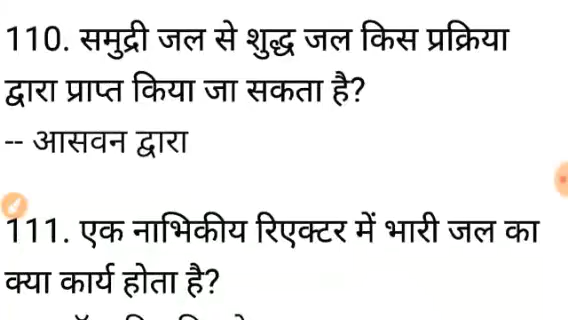 110. समुद्री जल से शुद्ध जल किस प्रक्रिया
द्वारा प्राप्त किया जा सकता है?
-- आसवन द्वारा
111. एक नाभिकीय रिएक्टर में भारी जल का
क्या कार्य होता है?